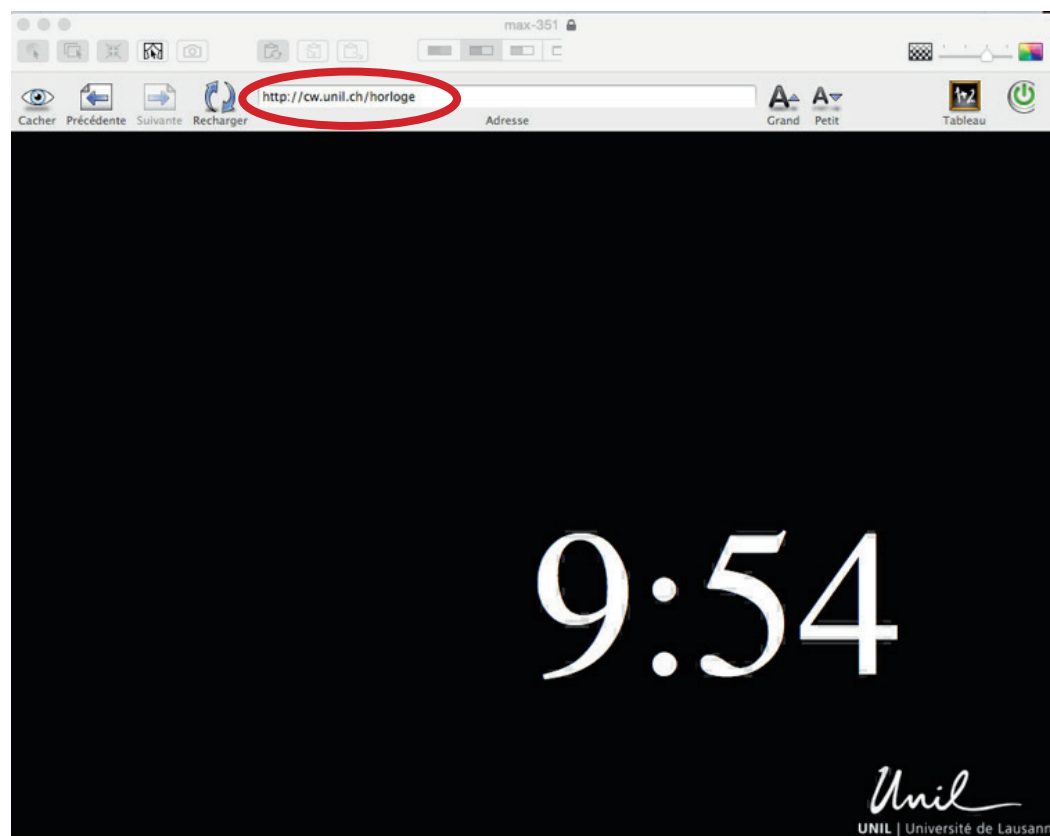 max-351
http://cw.unil.ch/horloge
Cacher Précédente Suivante Recharger Adresse Grand Petit Tableau
9:54
Unil
UNIL | Université de Lausann